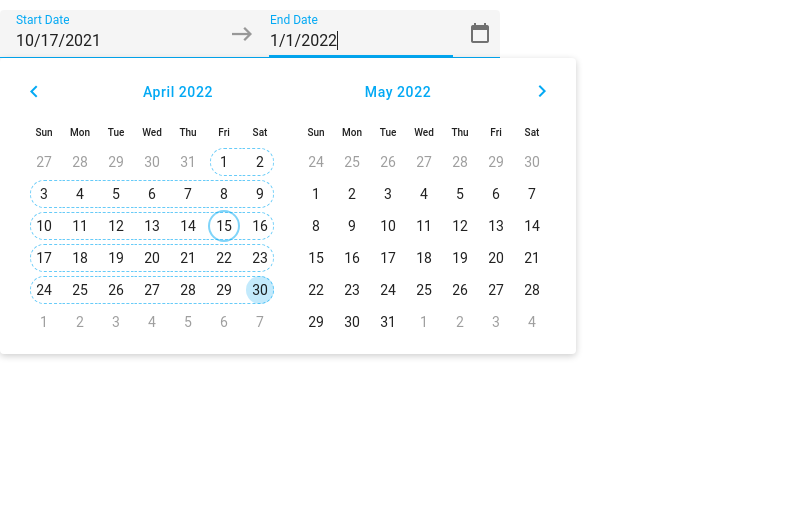 Start Date
10/17/2021
End Date
1/1/2022
April 2022
Sun Mon Tue Wed Thu Fri Sat
27 28 29 30 31 1 2
3 4 5 6 7 8 9
10 11 12 13 14 15 16
17 18 19 20 21 22 23
24 25 26 27 28 29 30
1 2 3 4 5 6 7
May 2022
Sun Mon Tue Wed Thu Fri Sat
24 25 26 27 28 29 30
1 2 3 4 5 6 7
8 9 10 11 12 13 14
15 16 17 18 19 20 21
22 23 24 25 26 27 28
29 30 31 1 2 3 4